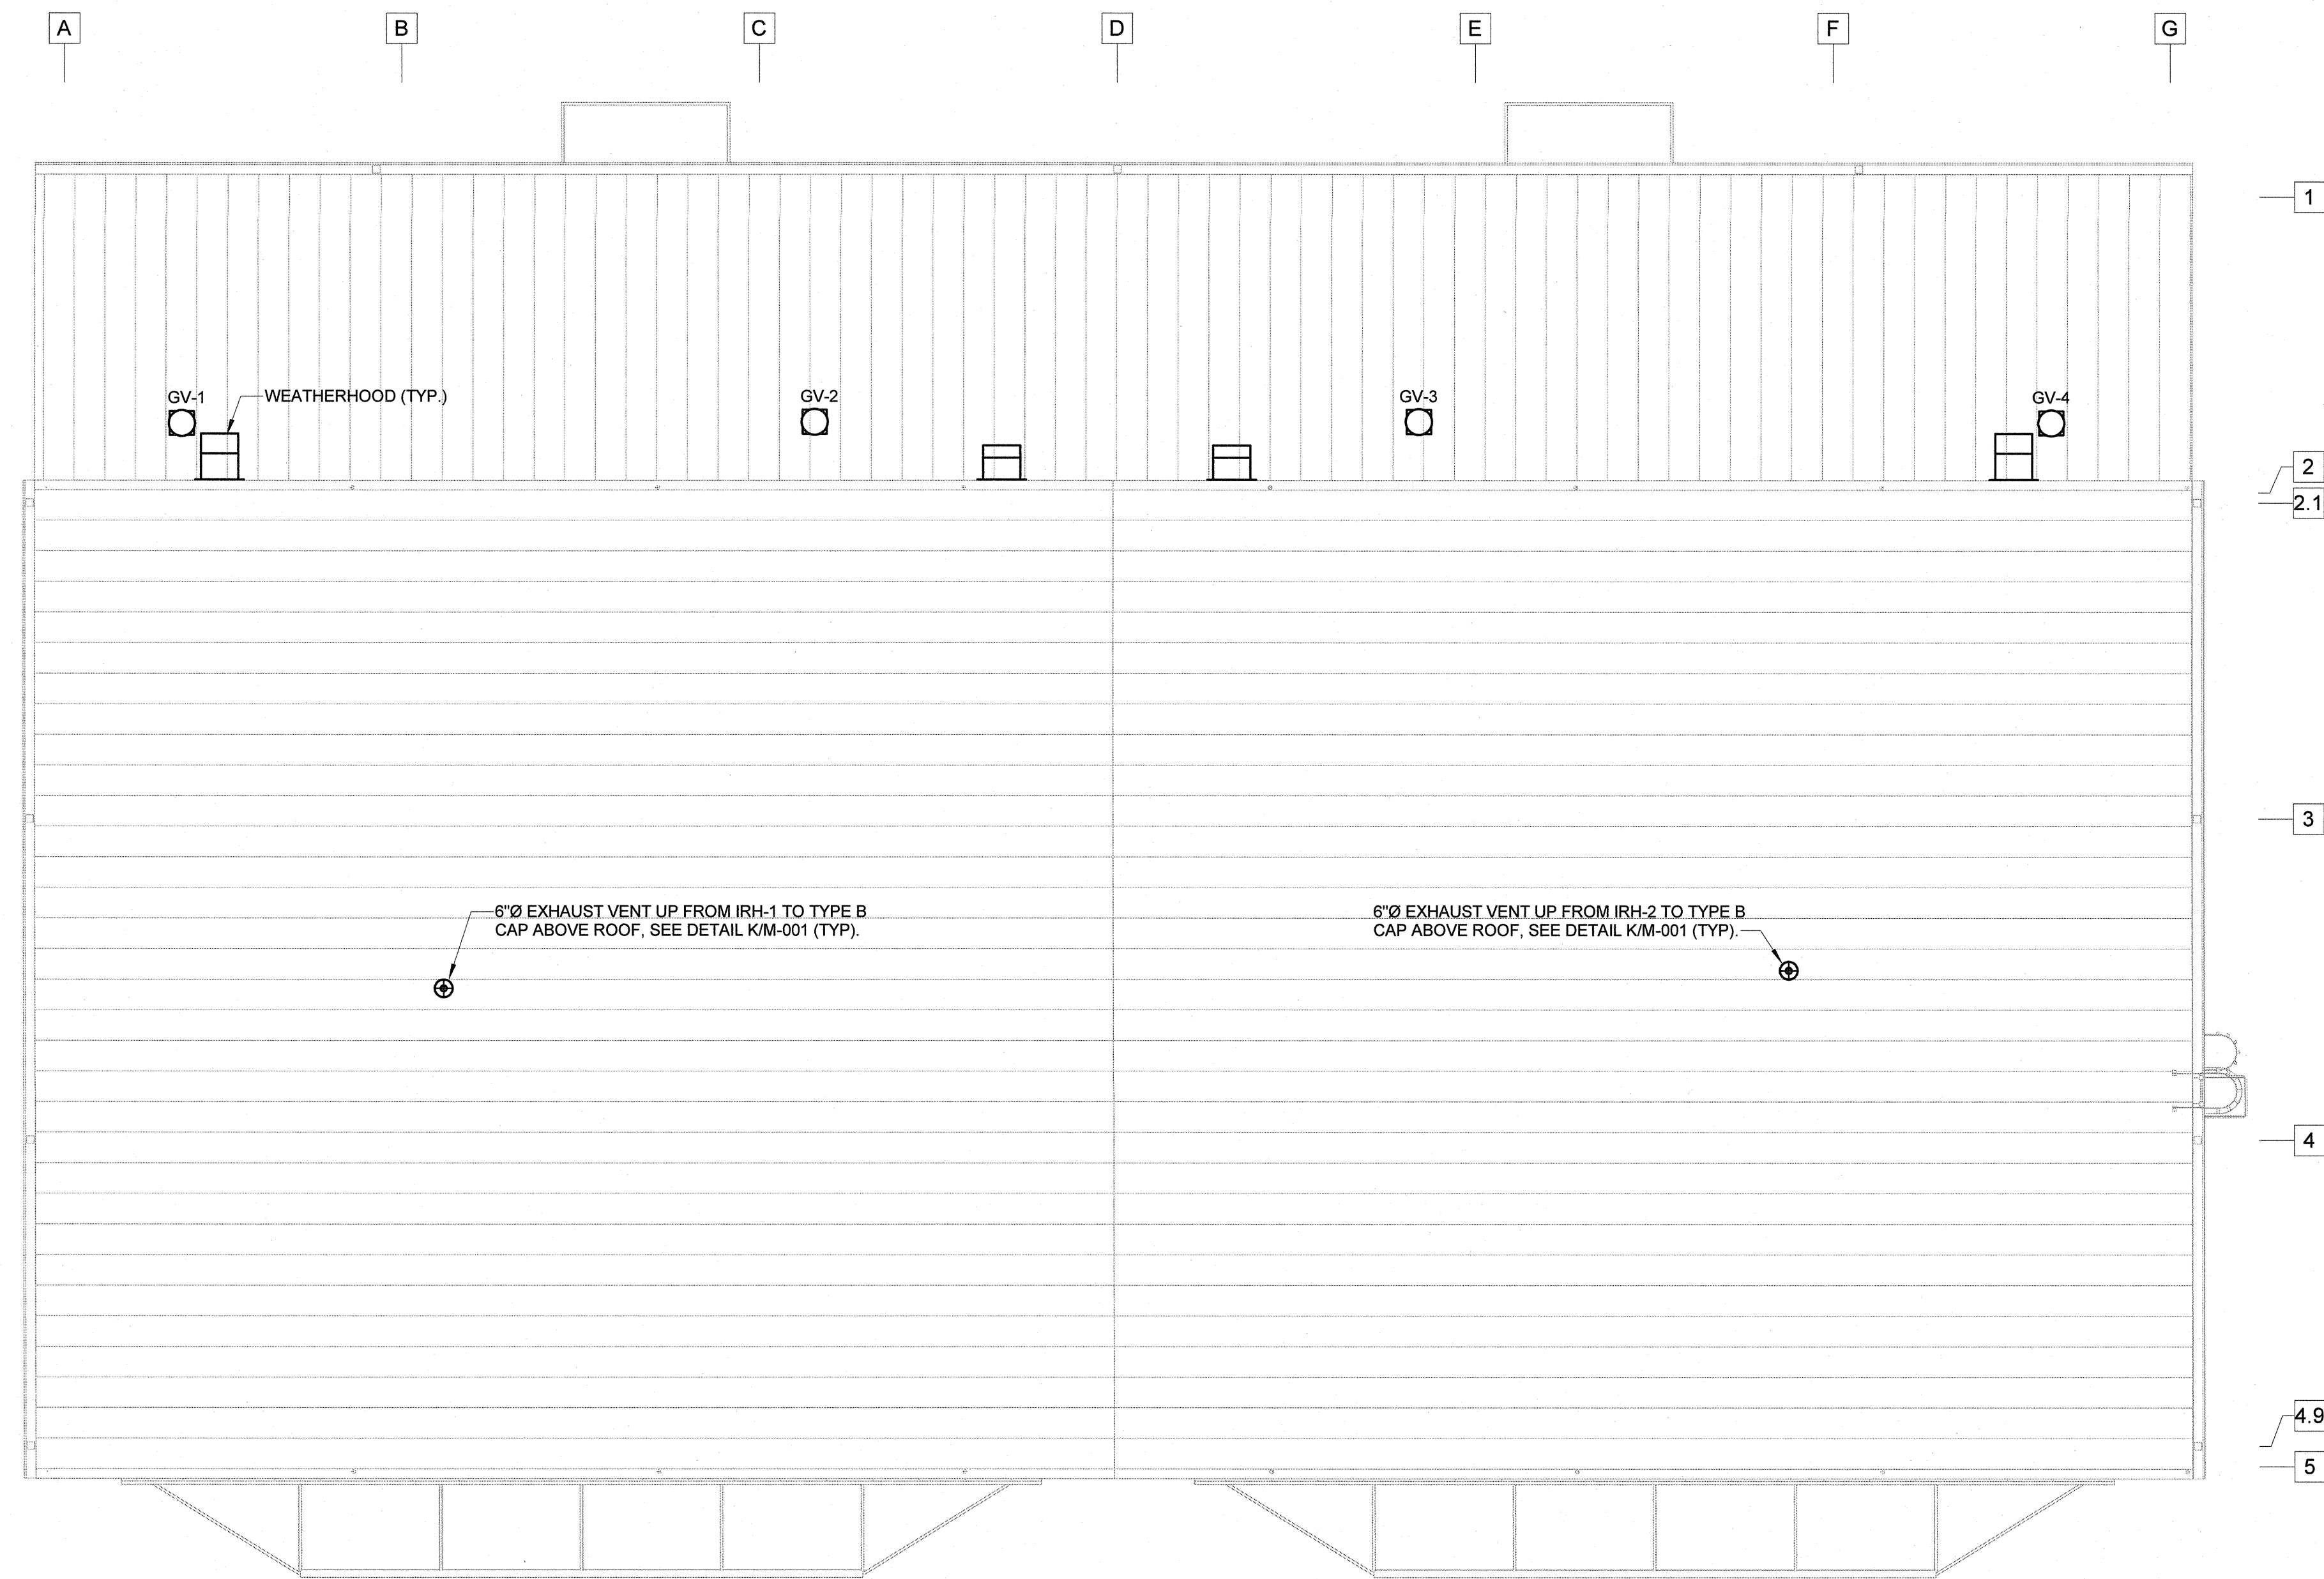 A
B
C
D
E
F
G
1
GV-1
WEATHERHOOD (TYP.)
GV-2
GV-3
GV-4
2
2.1
3
6"Ø EXHAUST VENT UP FROM IRH-1 TO TYPE B
CAP ABOVE ROOF, SEE DETAIL K/M-001 (TYP).
6"Ø EXHAUST VENT UP FROM IRH-2 TO TYPE B
CAP ABOVE ROOF, SEE DETAIL K/M-001 (TYP).
4
4.9
5